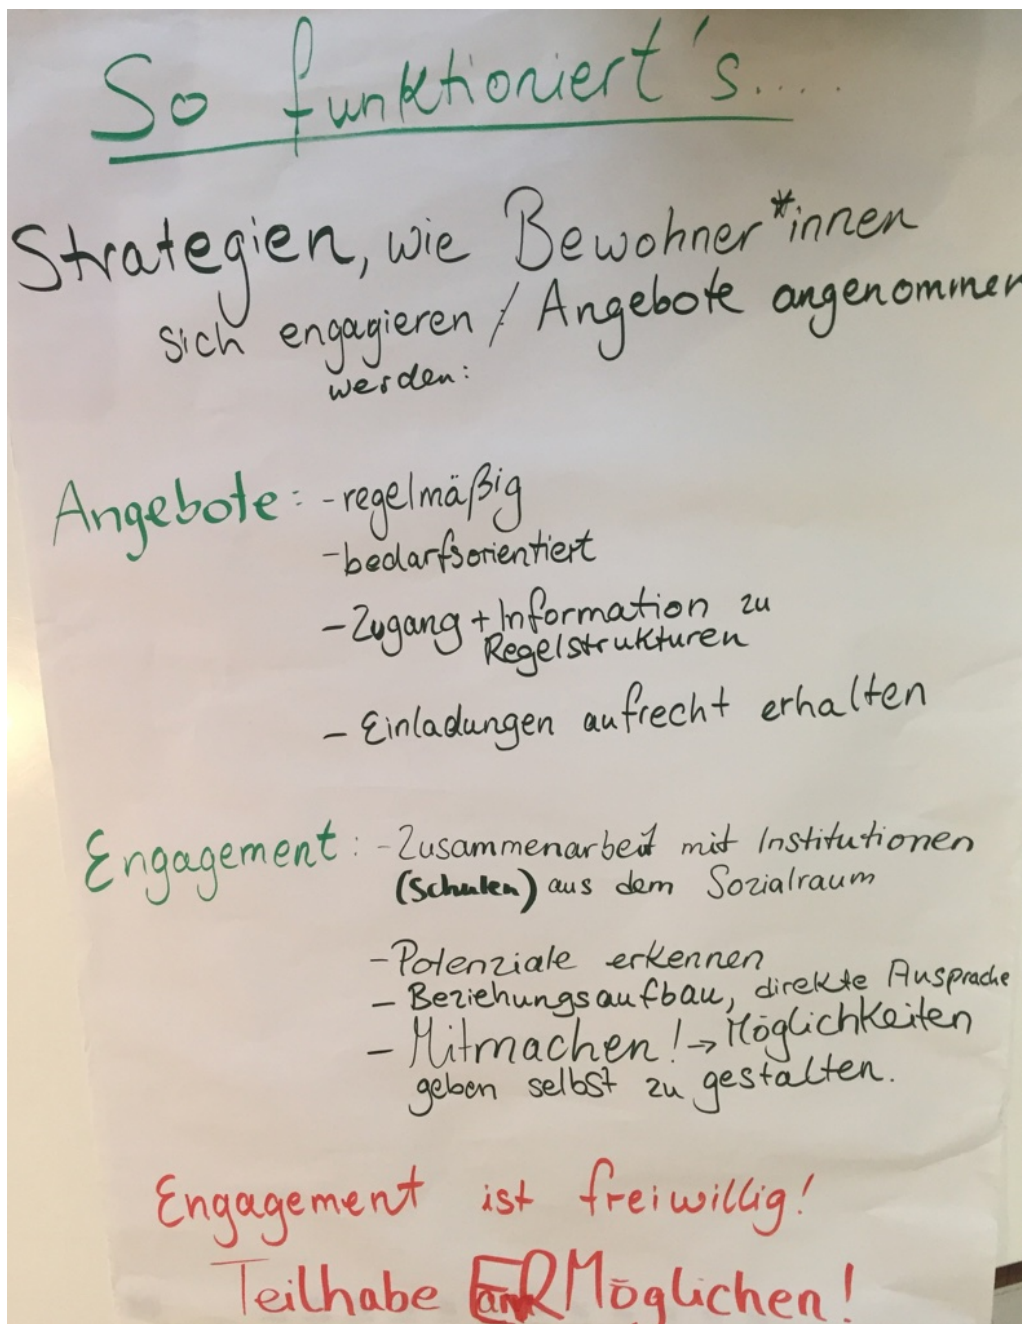 So funktioniert's....
Strategien, wie Bewohner*innen
sich engagieren / Angebote angenommen
werden:
Angebote: - regelmäßig
- bedarfsorientiert
- Zugang + Information zu
Regelstrukturen
- Einladungen aufrecht erhalten
Engagement: - Zusammenarbeit mit Institutionen
(Schulen) aus dem Sozialraum
- Potenziale erkennen
- Beziehungsaufbau, direkte Ansprache
- Mitmachen! → Möglichkeiten
geben selbst zu gestalten.
Engagement ist freiwillig!
Teilhabe ERMöglichen!